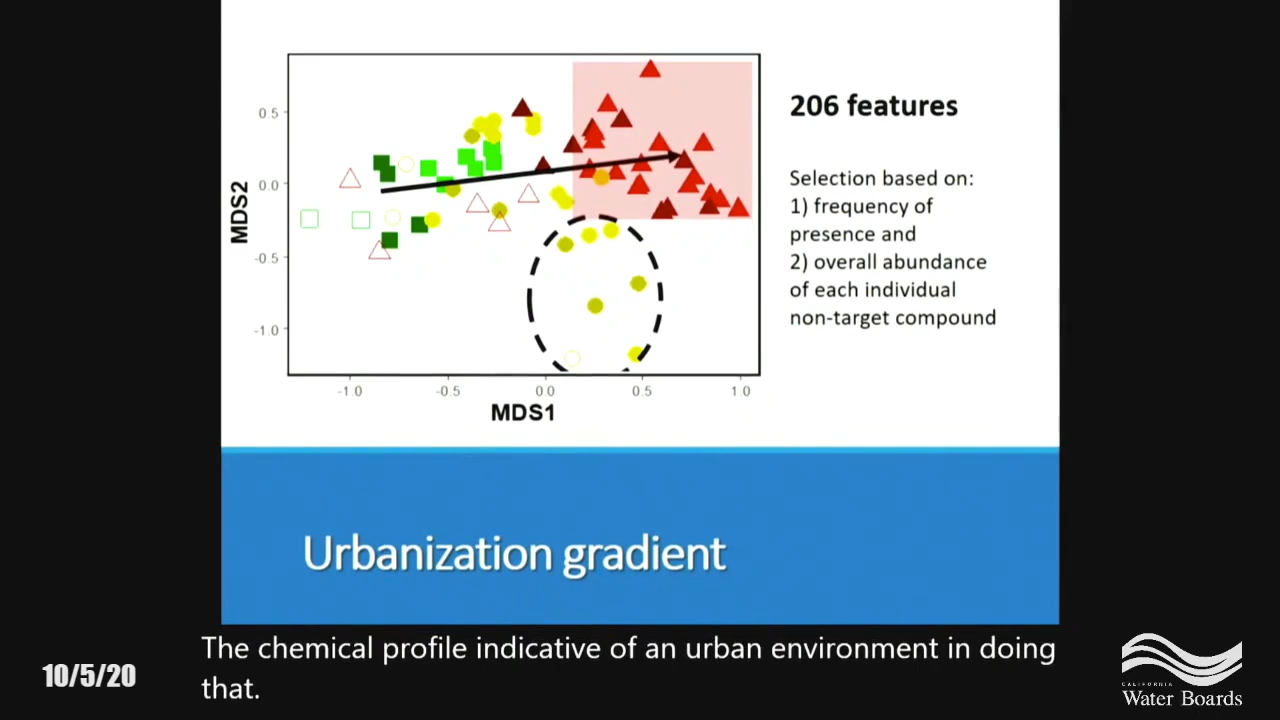 206 features
Selection based on:
1) frequency of
presence and
2) overall abundance
of each individual
non-target compound
MDS2
0.5
0.0
-0.5
-1.0
-1.0
-0.5
0.0
0.5
1.0
MDS1
Urbanization gradient
The chemical profile indicative of an urban environment in doing
that.
10/5/20
CALIFORNIA
Water Boards